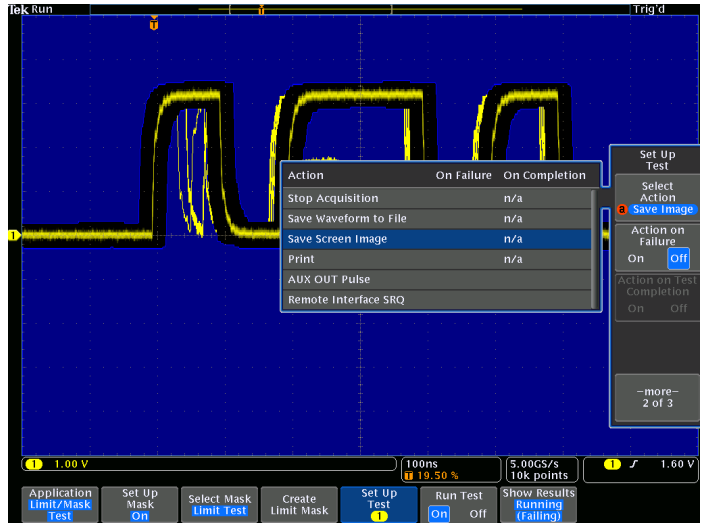 Tek Run
Trig'd
T
T
Action On Failure On Completion
Stop Acquisition n/a
Save Waveform to File n/a
Save Screen Image n/a
Print n/a
AUX OUT Pulse
Remote Interface SRQ
Set Up
Test
Select
Action
a Save Image
Action on
Failure
On Off
Action on Test
Completion
On Off
-more-
2 of 3
1
1 1.00 V
100ns
T 19.50 %
5.00GS/s
10k points
1 1.60 V
Application
Limit/Mask
Test
Set Up
Mask
On
Select Mask
Limit Test
Create
Limit Mask
Set Up
Test
1
Run Test
On Off
Show Results
Running
(Failing)